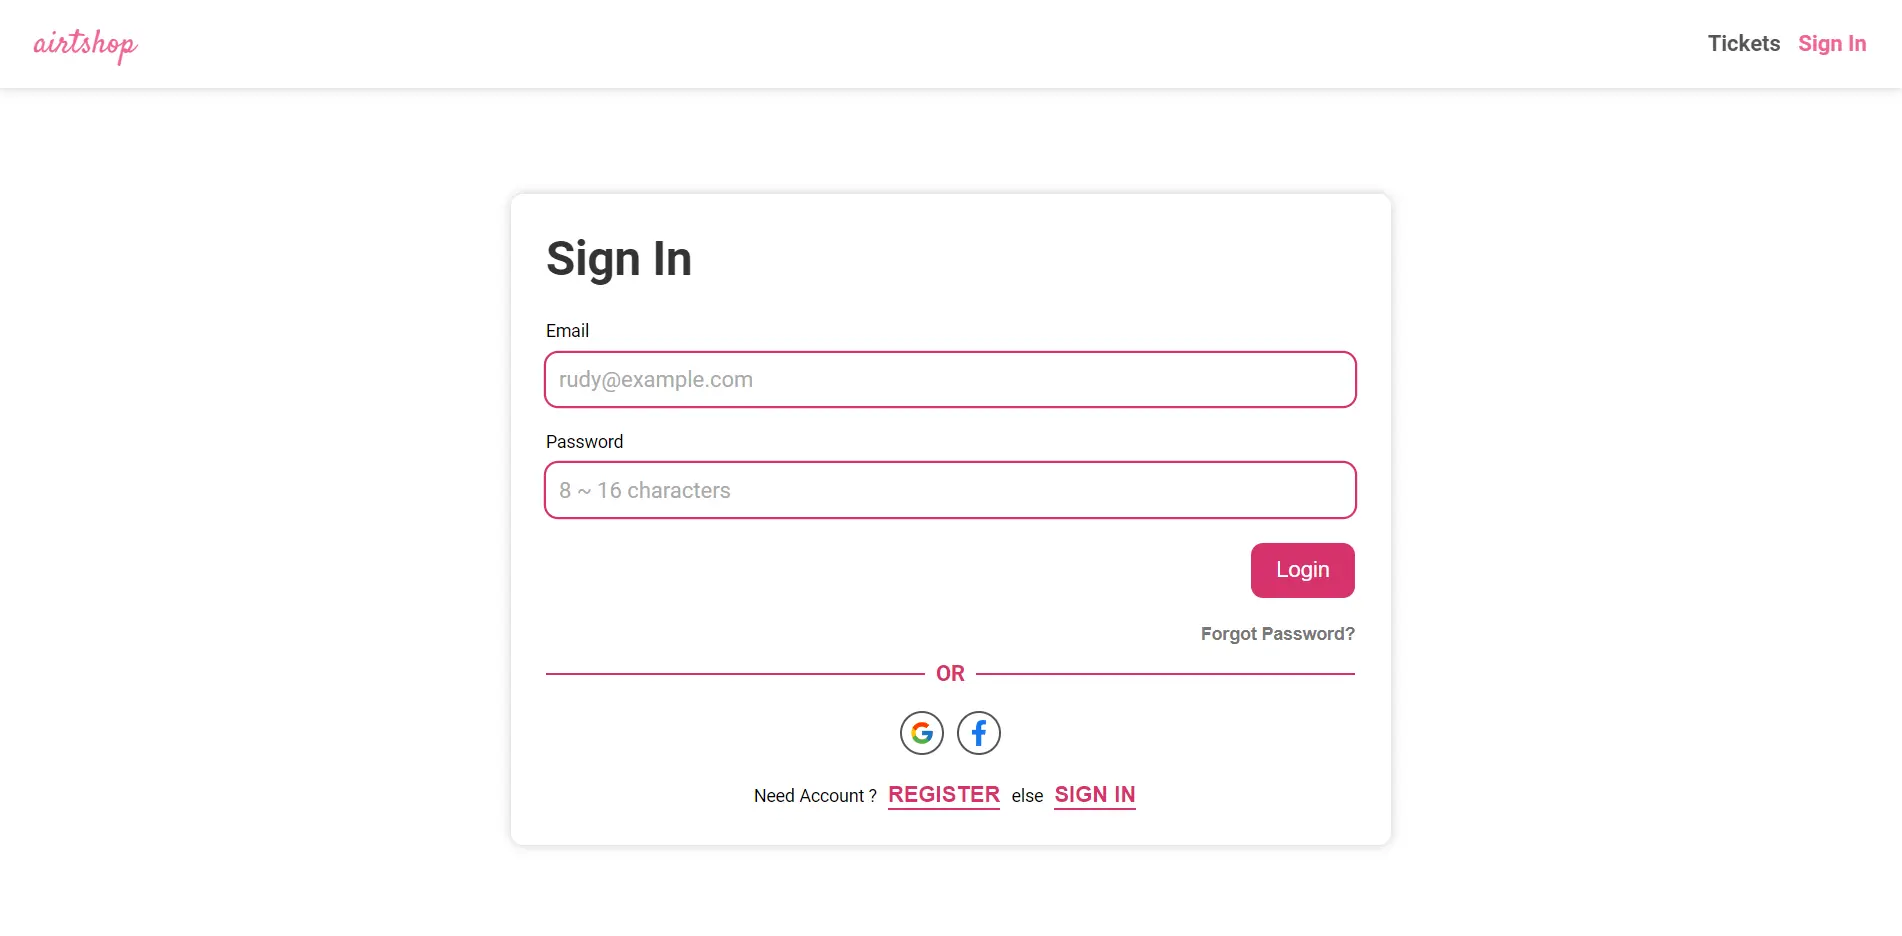 airtshop
Tickets Sign In
Sign In
Email
rudy@example.com
Password
8 ~ 16 characters
Login
Forgot Password?
OR
Need Account ? REGISTER else SIGN IN